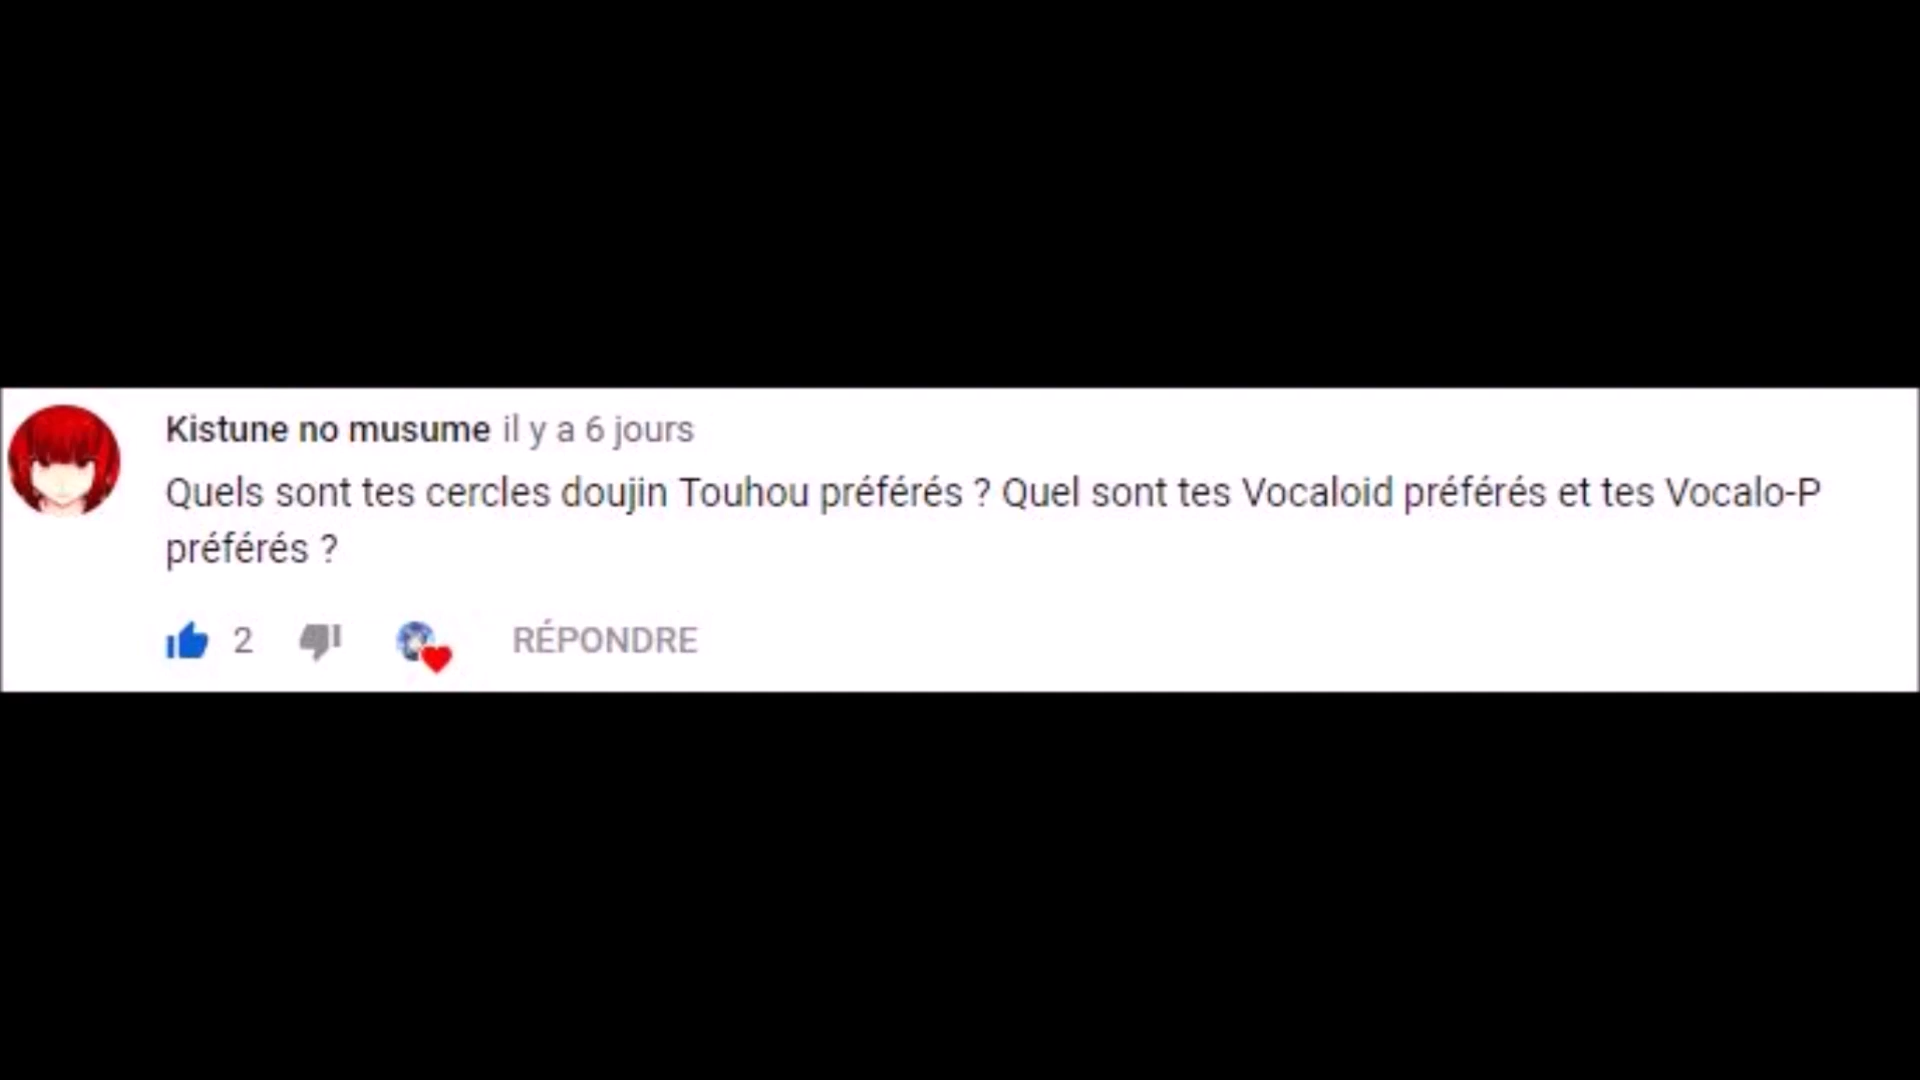 Kistune no musume il y a 6 jours
Quels sont tes cercles doujin Touhou préférés ? Quel sont tes Vocaloid préférés et tes Vocalo-P
préférés ?
2 RÉPONDRE